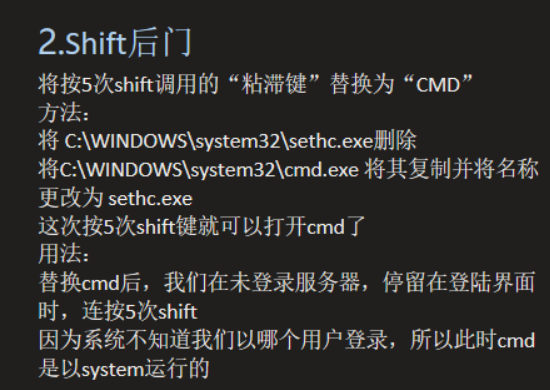 2.Shift后门
将按5次shift调用的“粘滞键”替换为“CMD”
方法：
将 C:\WINDOWS\system32\sethc.exe删除
将C:\WINDOWS\system32\cmd.exe 将其复制并将名称
更改为 sethc.exe
这次按5次shift键就可以打开cmd了
用法：
替换cmd后，我们在未登录服务器，停留在登陆界面
时，连按5次shift
因为系统不知道我们以哪个用户登录，所以此时cmd
是以system运行的